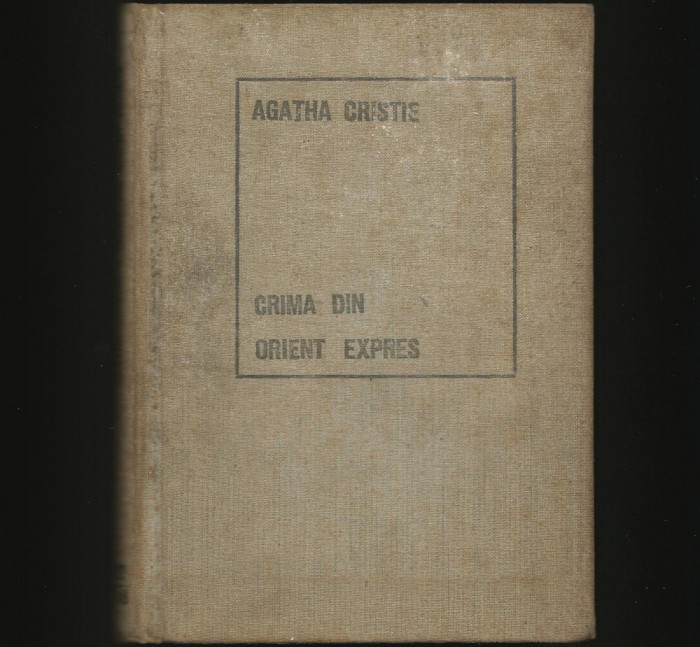 AGATHA CRISTIE
CRIMA DIN
ORIENT EXPRES